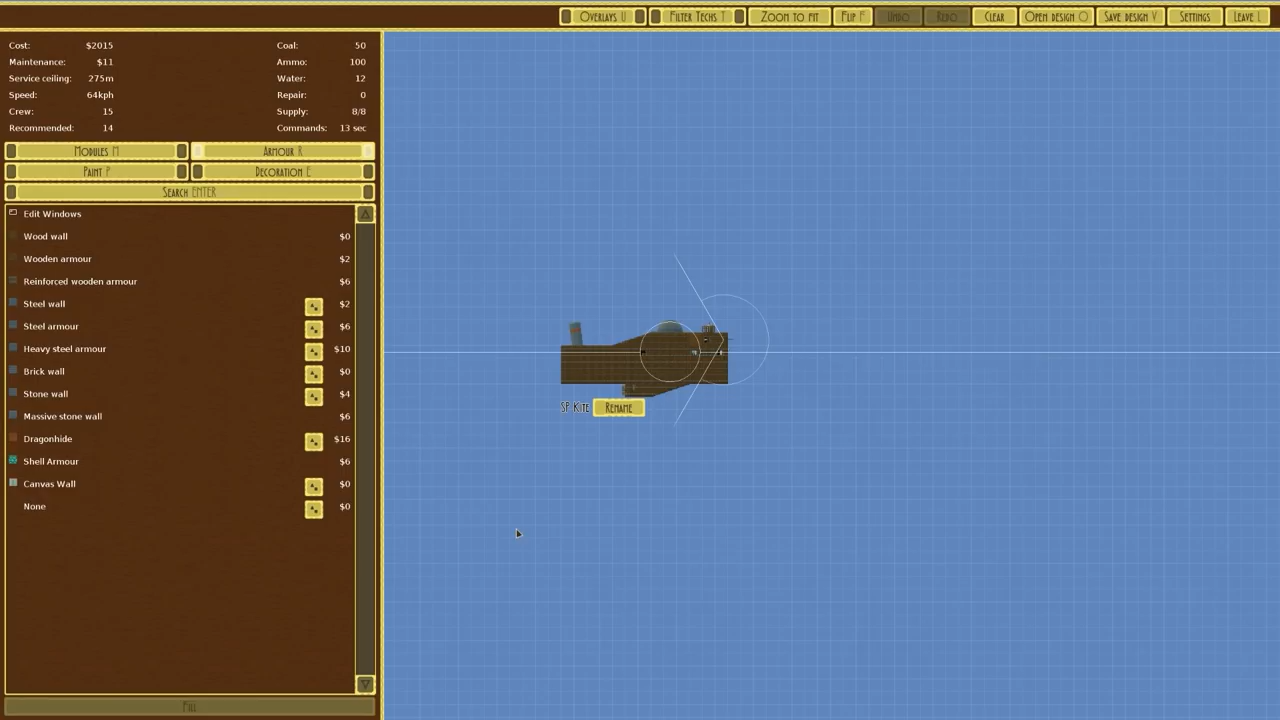 Overlays U Filter Techs T Zoom to fit Flip F Undo Redo Clear Open design O Save design V Settings Leave L
Cost: $2015 Coal: 50
Maintenance: $11 Ammo: 100
Service ceiling: 275m Water: 12
Speed: 64kph Repair: 0
Crew: 15 Supply: 8/8
Recommended: 14 Commands: 13 sec
Modules M Armour R
Paint P Decoration E
Search ENTER
Edit Windows
Wood wall $0
Wooden armour $2
Reinforced wooden armour $6
Steel wall $2
Steel armour $6
Heavy steel armour $10
Brick wall $0
Stone wall $4
Massive stone wall $6
Dragonhide $16
Shell Armour $6
Canvas Wall $0
None $0
SP Kite Rename
Fill